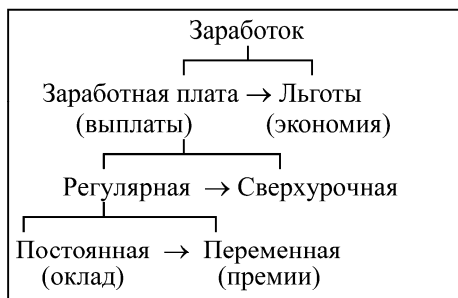 Заработок
Заработная плата → Льготы
(выплаты) (экономия)
Регулярная → Сверхурочная
Постоянная → Переменная
(оклад) (премии)